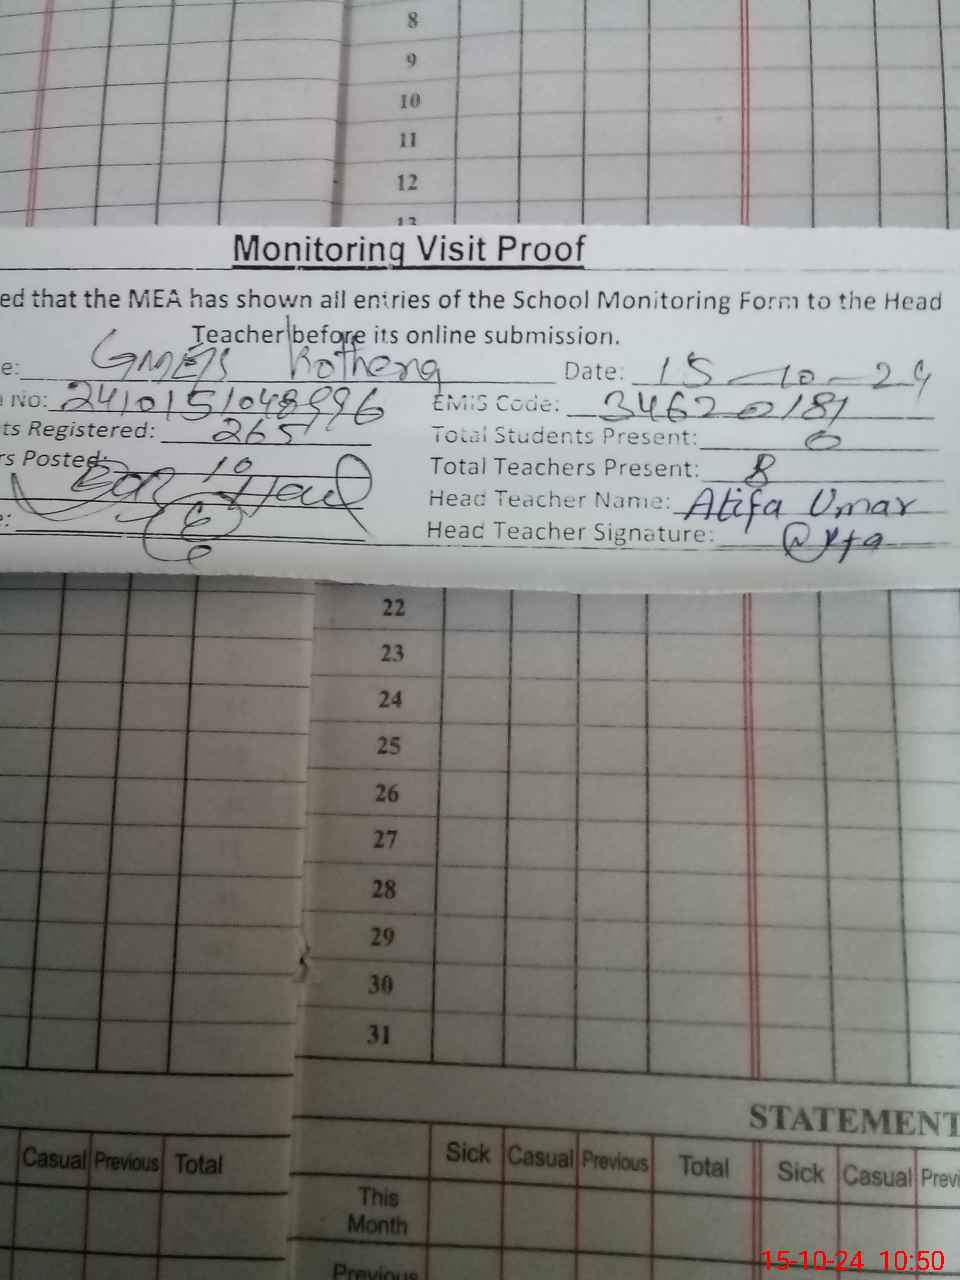 8
9
10
11
12
13
Monitoring Visit Proof
ed that the MEA has shown all entries of the School Monitoring Form to the Head
Teacher before its online submission.
e: GMES Date: 15-10-24
No: EMIS Code: 34620181
ts Registered: 265 Total Students Present: 0
rs Posted: 10 Total Teachers Present: 8
Head Teacher Name: Atifa Umar
e: Head Teacher Signature:
22
23
24
25
26
27
28
29
30
31
STATEMENT
Casual Previous Total Sick Casual Previous Total Sick Casual Previ
This
Month
Previous
15-10-24 10:50